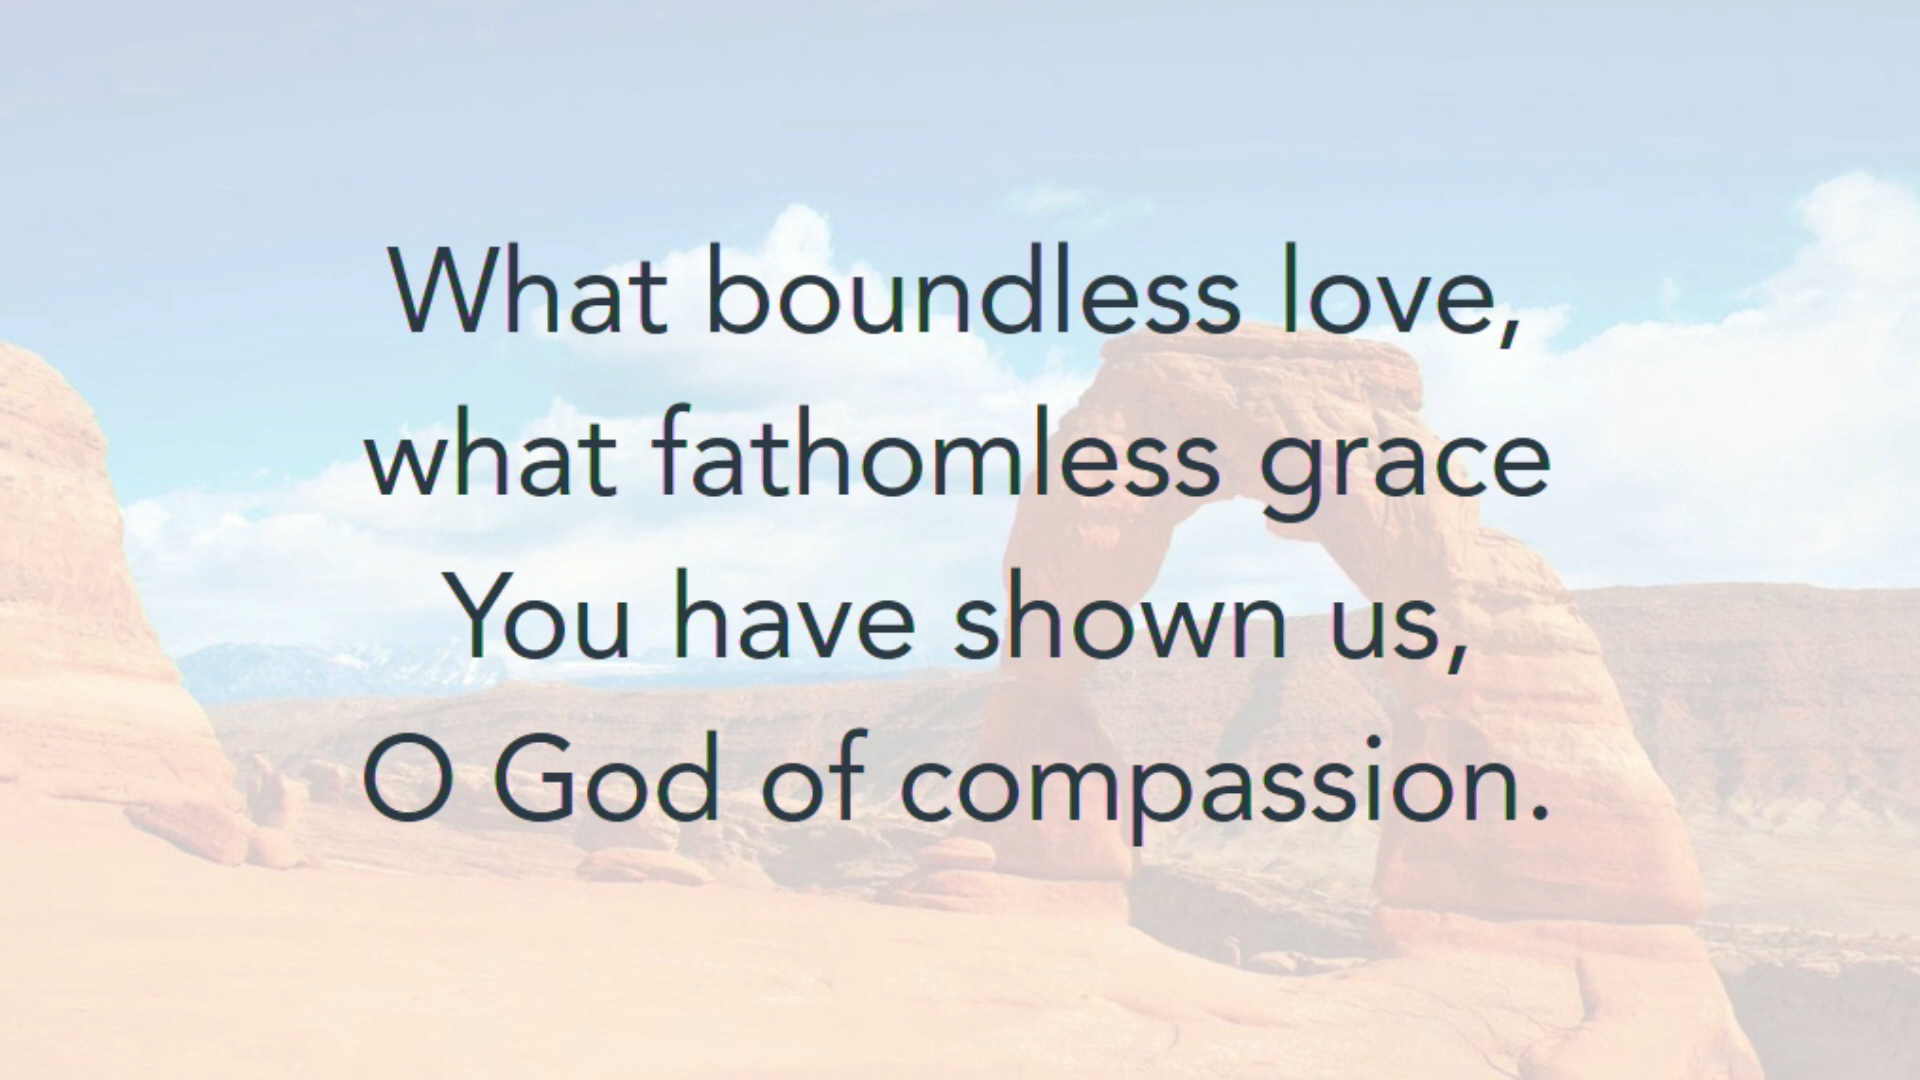 What boundless love,
what fathomless grace
You have shown us,
O God of compassion.